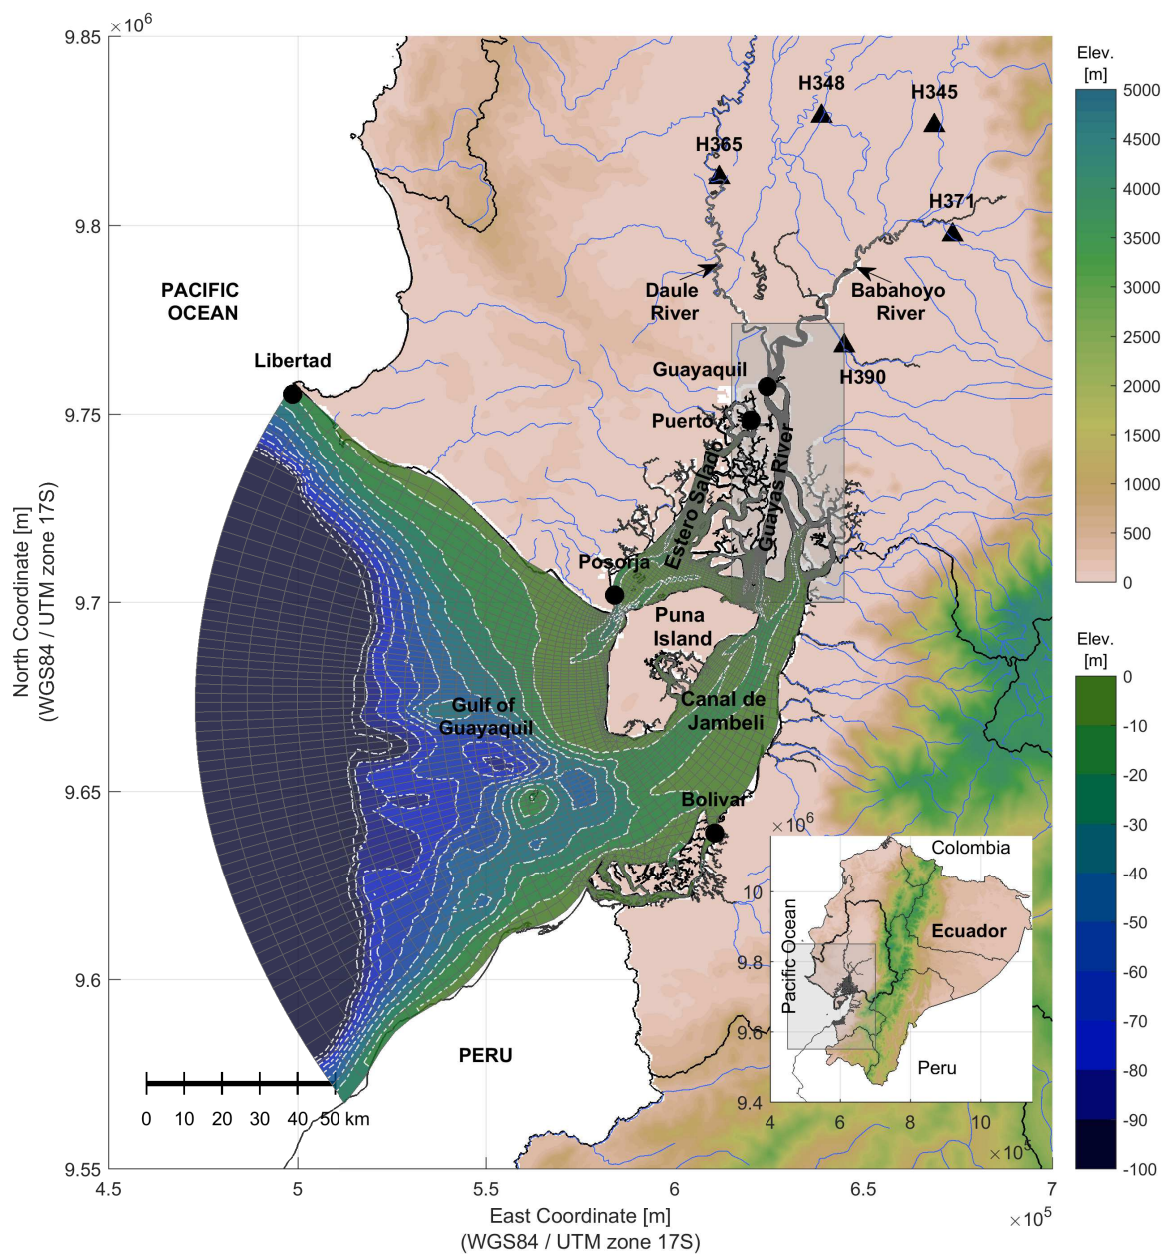 ×10⁶
9.85
9.8
9.75
9.7
9.65
9.6
9.55
North Coordinate [m]
(WGS84 / UTM zone 17S)
4.5
5
5.5
6
6.5
7
×10⁵
East Coordinate [m]
(WGS84 / UTM zone 17S)
H348
H345
H365
H371
PACIFIC
OCEAN
Daule
River
Babahoyo
River
Libertad
Guayaquil
H390
Puerto
Estero Salado
Guayas River
Posorja
Puna
Island
Gulf of
Guayaquil
Canal de
Jambeli
Bolivar
PERU
0
10
20
30
40
50 km
×10⁶
10
9.8
9.6
9.4
4
6
8
10
×10⁵
Colombia
Ecuador
Pacific Ocean
Peru
Elev.
[m]
5000
4500
4000
3500
3000
2500
2000
1500
1000
500
0
Elev.
[m]
0
-10
-20
-30
-40
-50
-60
-70
-80
-90
-100